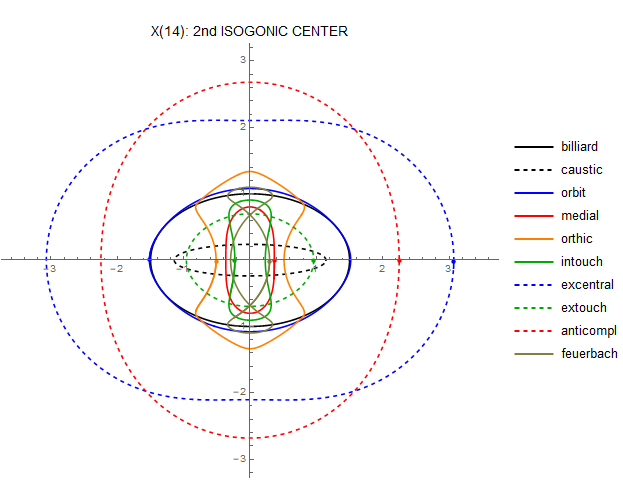 X(14): 2nd ISOGONIC CENTER
3
2
1
-3
-2
-1
1
2
3
-1
-2
-3
billiard
caustic
orbit
medial
orthic
intouch
excentral
extouch
anticompl
feuerbach